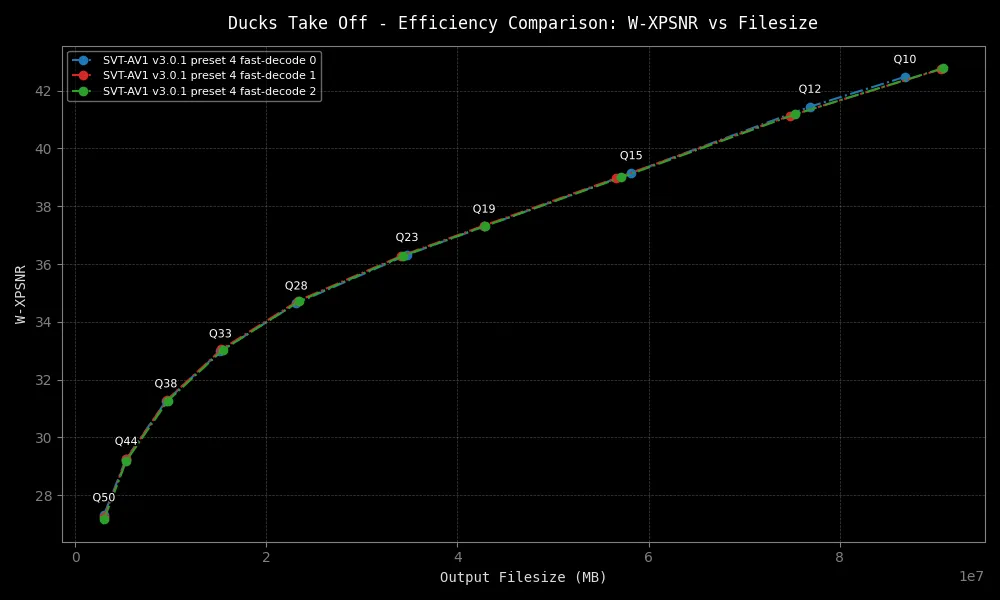 Ducks Take Off - Efficiency Comparison: W-XPSNR vs Filesize
SVT-AV1 v3.0.1 preset 4 fast-decode 0
SVT-AV1 v3.0.1 preset 4 fast-decode 1
SVT-AV1 v3.0.1 preset 4 fast-decode 2
Q10
Q12
Q15
Q19
Q23
Q28
Q33
Q38
Q44
Q50
42
40
38
36
34
32
30
28
W-XPSNR
0 2 4 6 8
1e7
Output Filesize (MB)